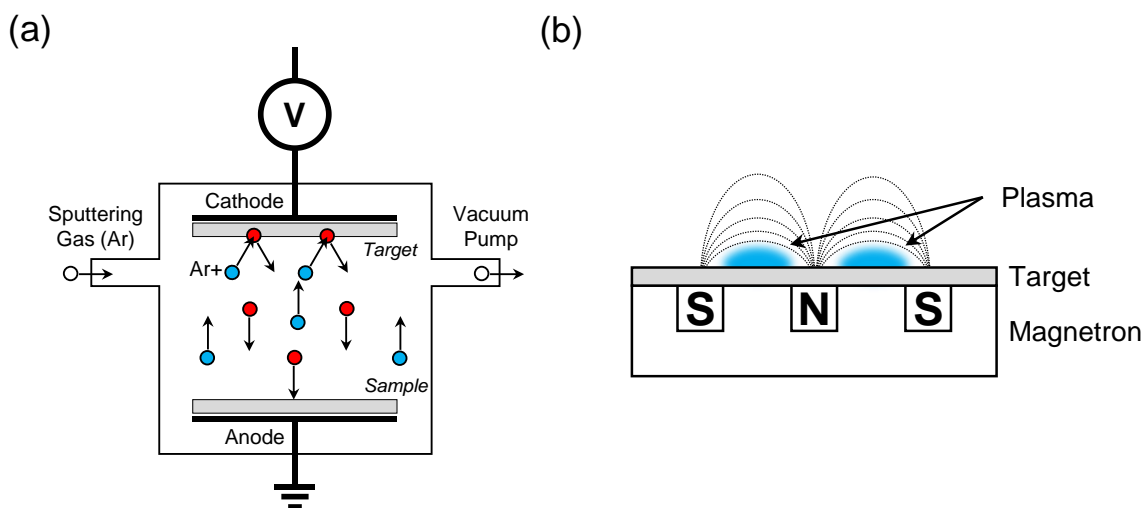 (a)
(b)
V
Cathode
Sputtering
Gas (Ar)
Vacuum
Pump
Target
Ar+
Sample
Anode
Plasma
Target
S
N
S
Magnetron